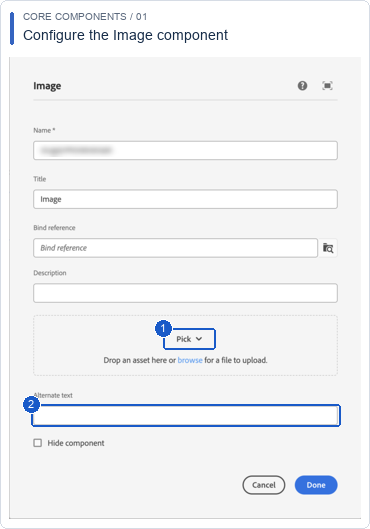 CORE COMPONENTS / 01
Configure the Image component
Image
Name *
Title
Image
Bind reference
Bind reference
Description
1
Pick
Drop an asset here or browse for a file to upload.
Alternate text
2
Hide component
Cancel
Done